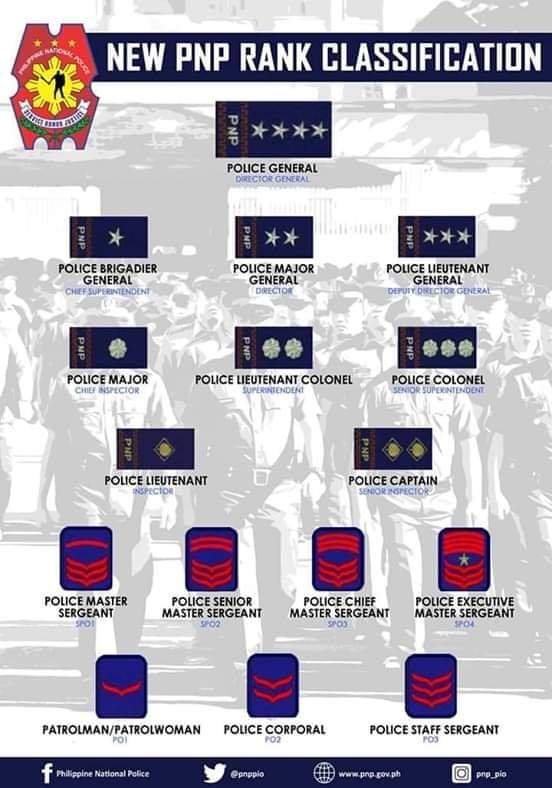 NEW PNP RANK CLASSIFICATION
PHILIPPINE NATIONAL POLICE
SERVICE HONOR JUSTICE
PNP
POLICE GENERAL
DIRECTOR GENERAL
PNP
PNP
PNP
POLICE BRIGADIER
GENERAL
CHIEF SUPERINTENDENT
POLICE MAJOR
GENERAL
DIRECTOR
POLICE LIEUTENANT
GENERAL
DEPUTY DIRECTOR GENERAL
PNP
PNP
PNP
POLICE MAJOR
CHIEF INSPECTOR
POLICE LIEUTENANT COLONEL
SUPERINTENDENT
POLICE COLONEL
SENIOR SUPERINTENDENT
PNP
PNP
POLICE LIEUTENANT
INSPECTOR
POLICE CAPTAIN
SENIOR INSPECTOR
POLICE MASTER
SERGEANT
SPO1
POLICE SENIOR
MASTER SERGEANT
SPO2
POLICE CHIEF
MASTER SERGEANT
SPO3
POLICE EXECUTIVE
MASTER SERGEANT
SPO4
PATROLMAN/PATROLWOMAN
PO1
POLICE CORPORAL
PO2
POLICE STAFF SERGEANT
PO3
Philippine National Police
@pnppio
www.pnp.gov.ph
pnp_pio